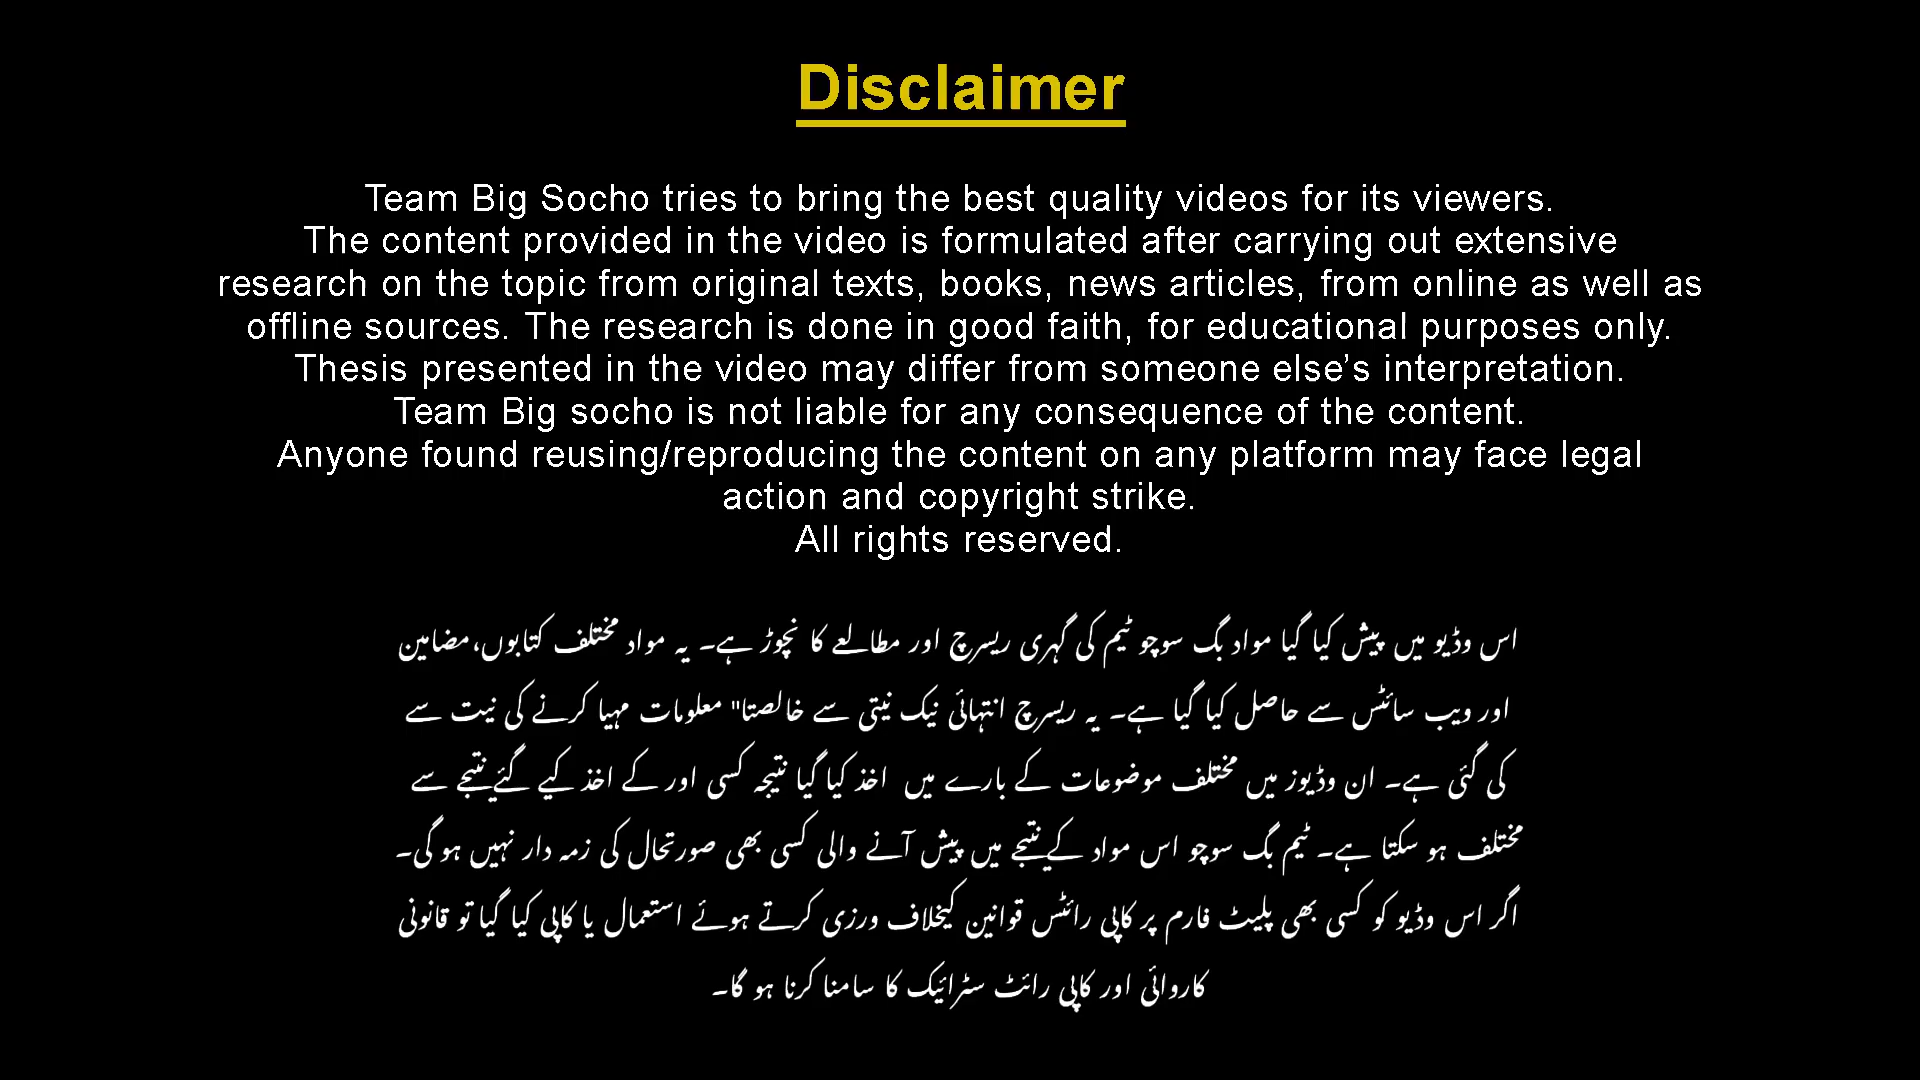 Disclaimer
Team Big Socho tries to bring the best quality videos for its viewers.
The content provided in the video is formulated after carrying out extensive
research on the topic from original texts, books, news articles, from online as well as
offline sources. The research is done in good faith, for educational purposes only.
Thesis presented in the video may differ from someone else’s interpretation.
Team Big socho is not liable for any consequence of the content.
Anyone found reusing/reproducing the content on any platform may face legal
action and copyright strike.
All rights reserved.
اس وڈیو میں پیش کیا گیا مواد بگ سوچو ٹیم کی گہری ریسرچ اور مطالعے کا نچوڑ ہے۔ یہ مواد مختلف کتابوں،مضامین
اور ویب سائٹس سے حاصل کیا گیا ہے۔ یہ ریسرچ انتہائی نیک نیتی سے خالصتا" معلومات مہیا کرنے کی نیت سے
کی گئی ہے۔ ان وڈیوز میں مختلف موضوعات کے بارے میں اخذ کیا گیا نتیجہ کسی اور کے اخذ کیے گئے نتیجے سے
مختلف ہو سکتا ہے۔ ٹیم بگ سوچو اس مواد کے نتیجے میں پیش آنے والی کسی بھی صورتحال کی زمہ دار نہیں ہو گی۔
اگر اس وڈیو کو کسی بھی پلیٹ فارم پر کاپی رائٹس قوانین کیخلاف ورزی کرتے ہوئے استعمال یا کاپی کیا گیا تو قانونی
کاروائی اور کاپی رائٹ سٹرائیک کا سامنا کرنا ہو گا۔